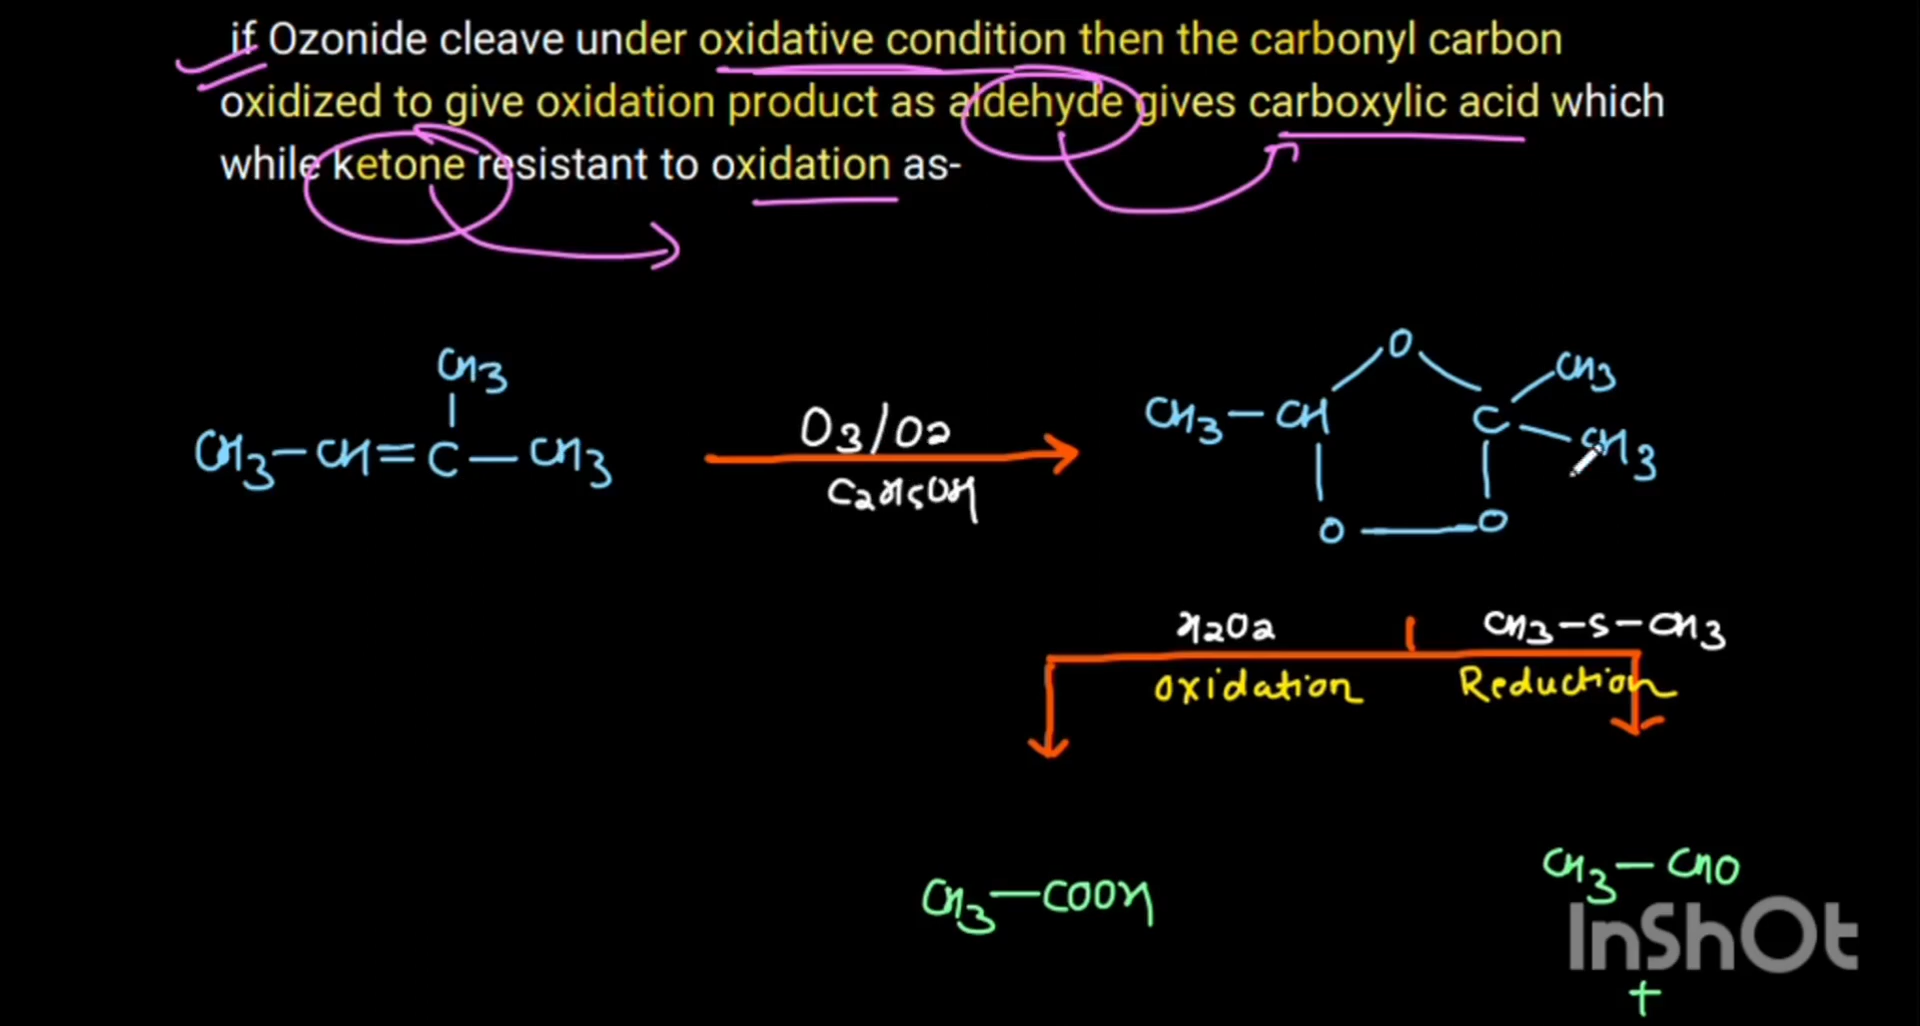 if Ozonide cleave under oxidative condition then the carbonyl carbon
oxidized to give oxidation product as aldehyde gives carboxylic acid which
while ketone resistant to oxidation as-
CH3
CH3-CH=C-CH3
O3/O2
C2H5OH
O
CH3-CH
C
CH3
CH3
O-O
H2O2
CH3-S-CH3
oxidation
Reduction
CH3-COOH
CH3-CHO
InShOt
+